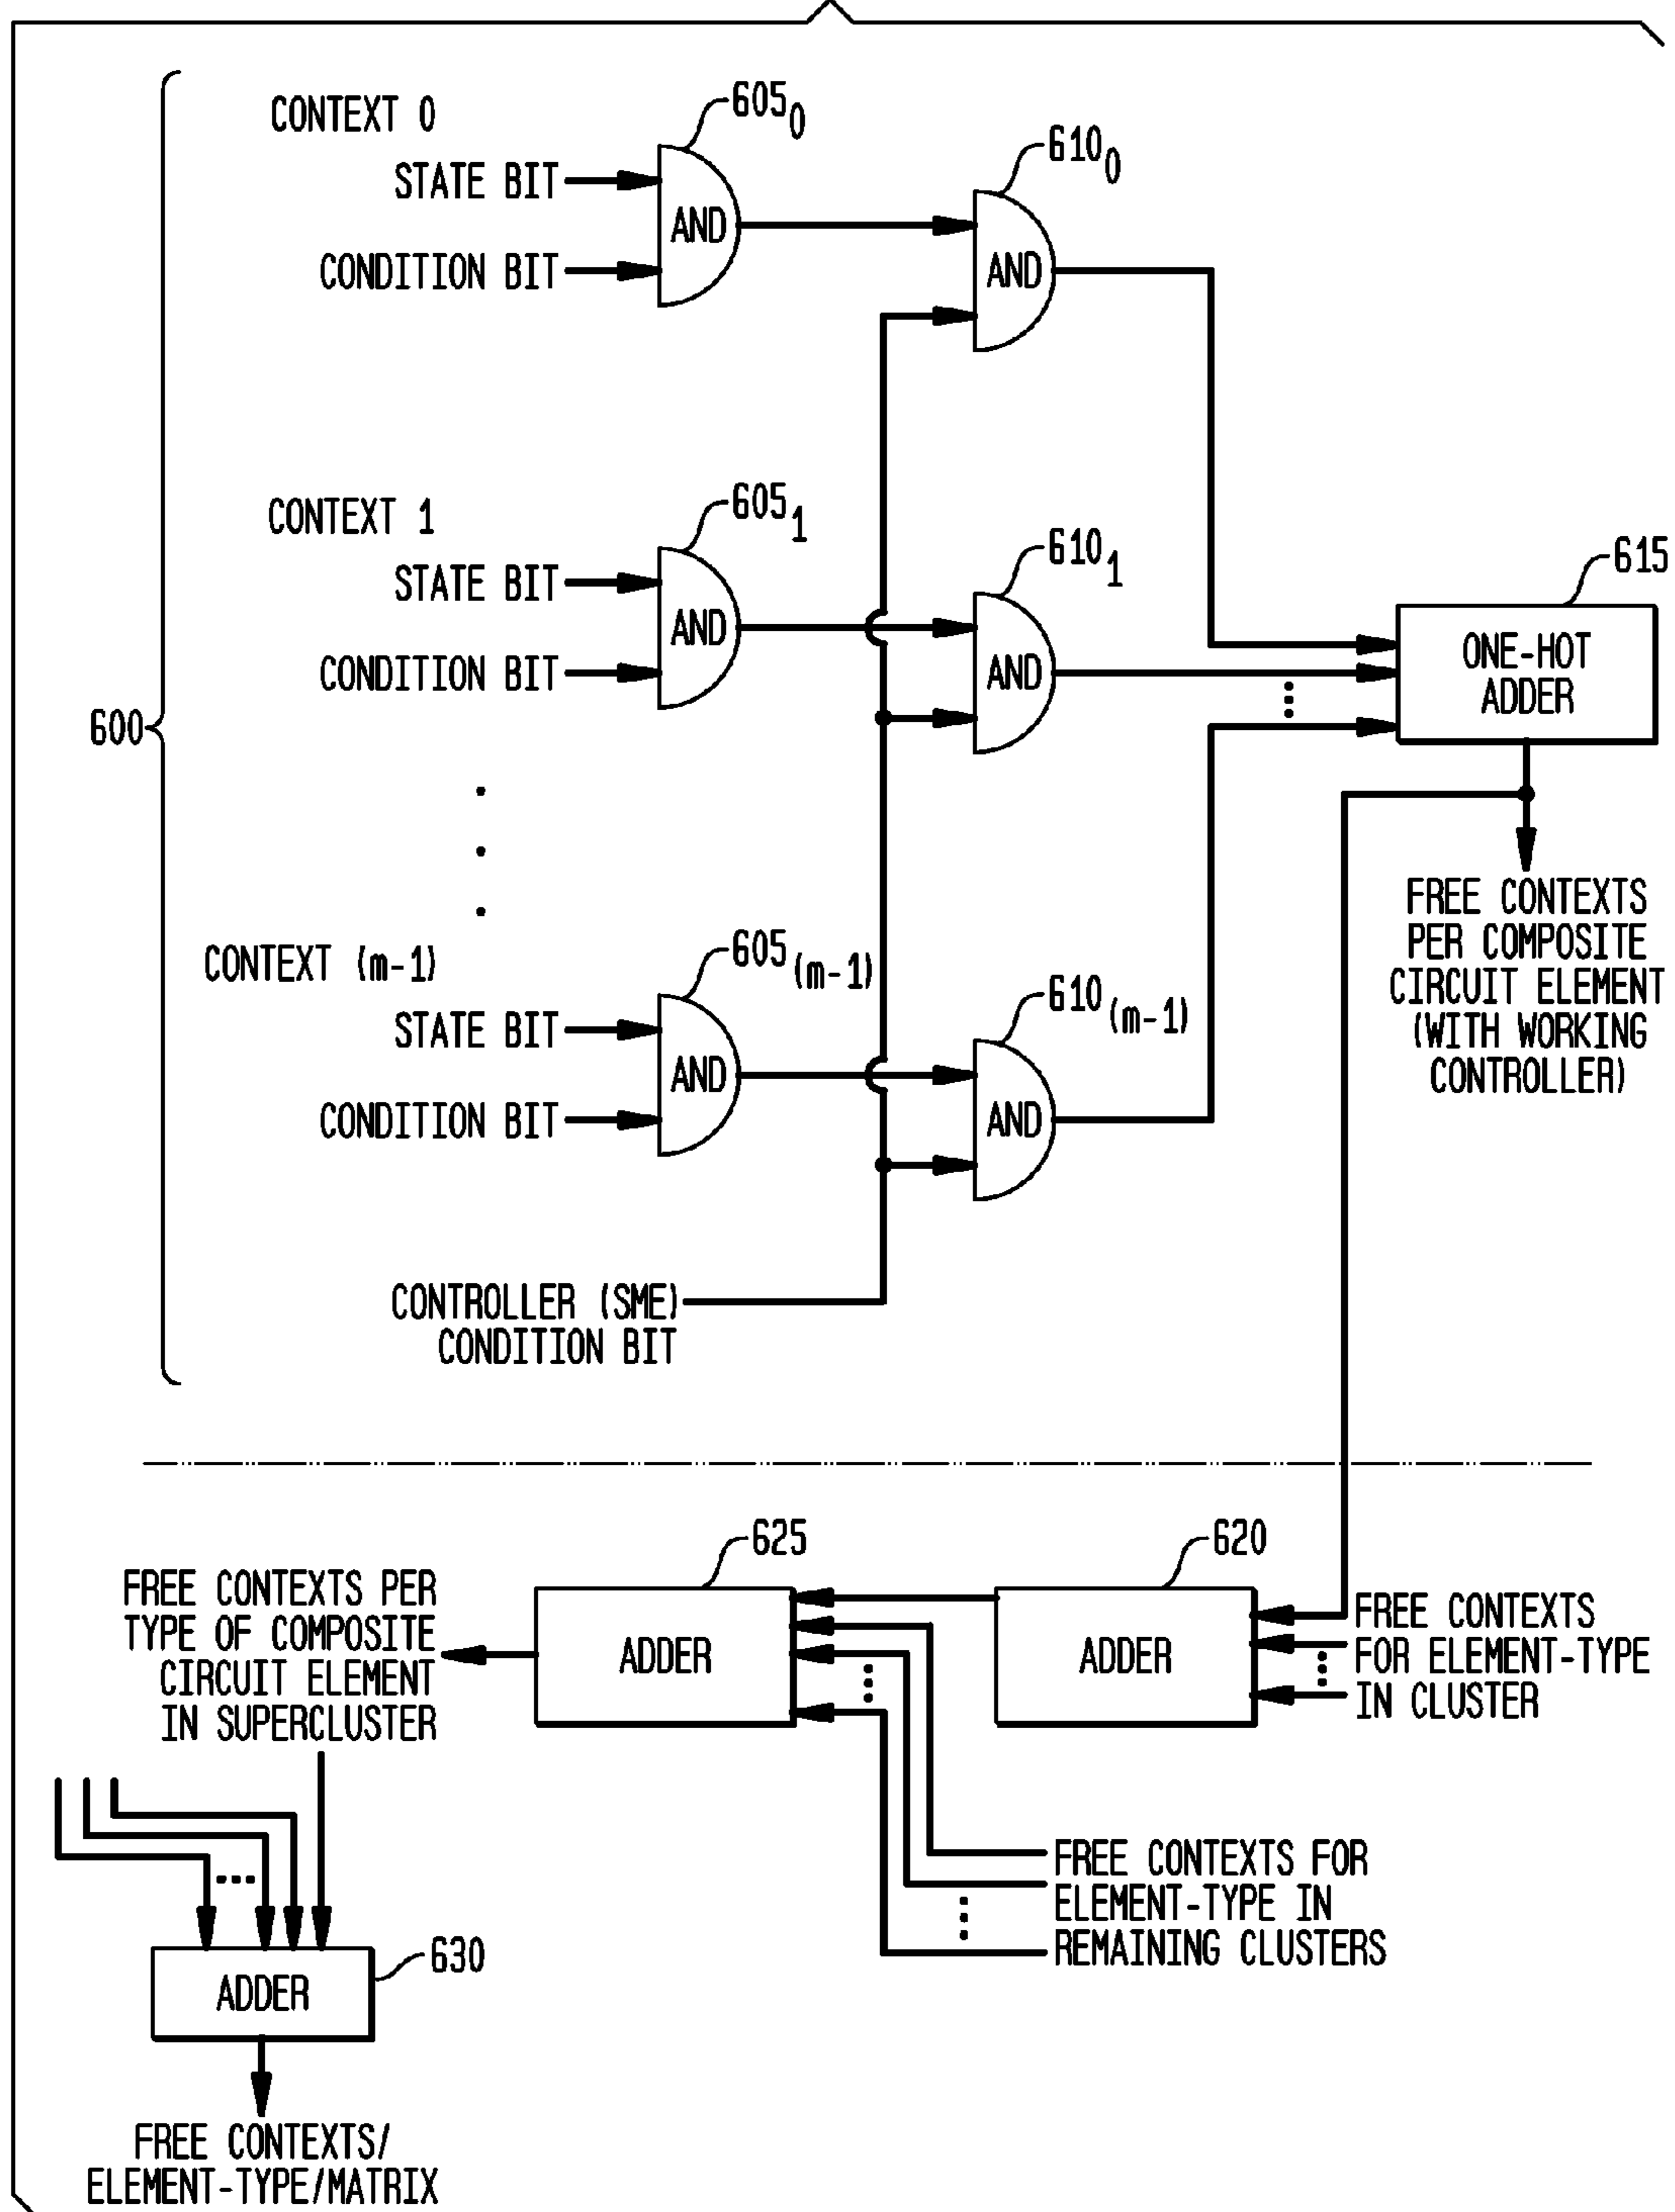 CONTEXT 0
605₀
STATE BIT
CONDITION BIT
AND
610₀
AND
CONTEXT 1
605₁
STATE BIT
CONDITION BIT
AND
610₁
AND
615
ONE-HOT
ADDER
600
FREE CONTEXTS
PER COMPOSITE
CIRCUIT ELEMENT
(WITH WORKING
CONTROLLER)
CONTEXT (m-1)
605(m-1)
STATE BIT
CONDITION BIT
AND
610(m-1)
AND
CONTROLLER (SME)
CONDITION BIT
625
620
FREE CONTEXTS PER
TYPE OF COMPOSITE
CIRCUIT ELEMENT
IN SUPERCLUSTER
ADDER
ADDER
FREE CONTEXTS
FOR ELEMENT-TYPE
IN CLUSTER
FREE CONTEXTS FOR
ELEMENT-TYPE IN
REMAINING CLUSTERS
630
ADDER
FREE CONTEXTS/
ELEMENT-TYPE/MATRIX